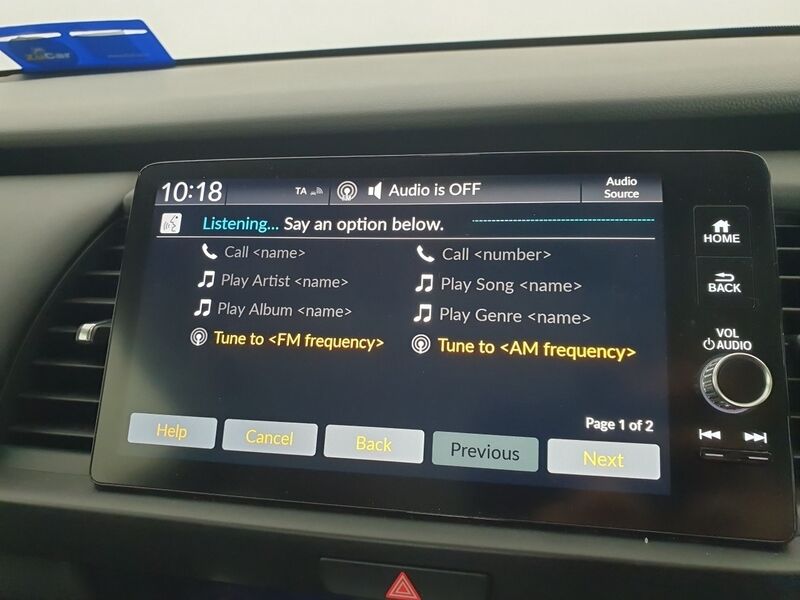 ZuCar
10:18 TA Audio is OFF Audio Source
Listening... Say an option below.
Call <name> Call <number>
Play Artist <name> Play Song <name>
Play Album <name> Play Genre <name>
Tune to <FM frequency> Tune to <AM frequency>
Page 1 of 2
Help Cancel Back Previous Next
HOME
BACK
VOL
AUDIO